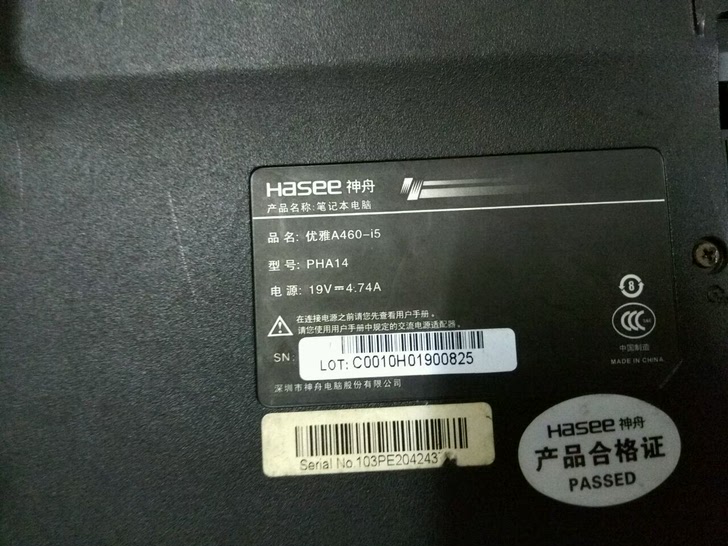 Hasee 神舟
产品名称:笔记本电脑
品 名: 优雅A460-i5
型 号: PHA14
电 源: 19V⎓4.74A
在连接电源之前请您先查看用户手册。
请您使用用户手册中规定的交流电源适配器。
SN:
LOT: C0010H01900825
深圳市神舟电脑股份有限公司
8
中国制造
MADE IN CHINA
Serial No.103PE204243
Hasee 神舟
产品合格证
PASSED